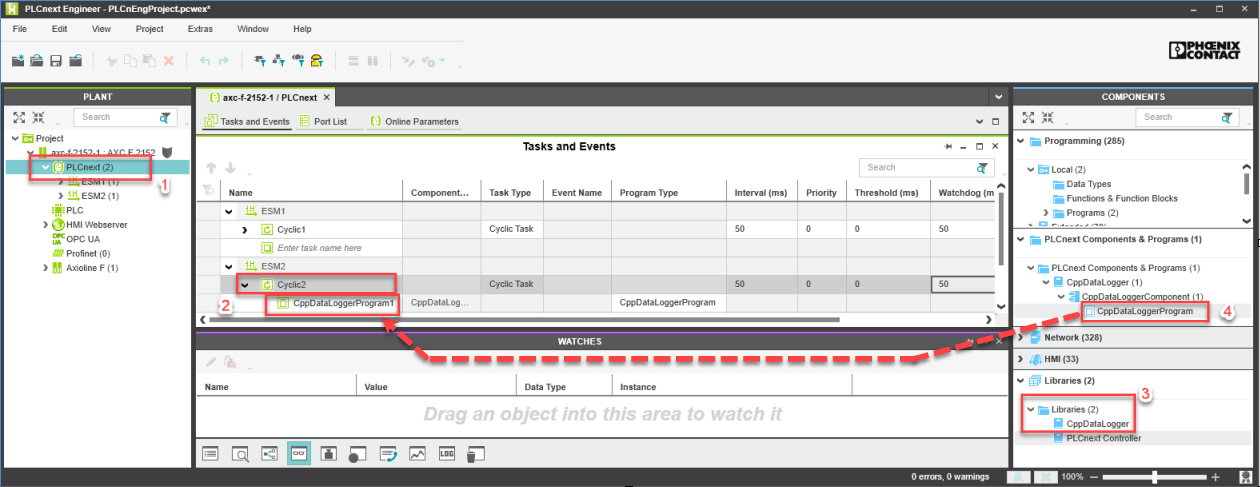 PLCnext Engineer - PLCnEngProject.pcwex*
File Edit View Project Extras Window Help
PHŒNIX
CONTACT
PLANT
Search
Project
axc-f-2152-1 : AXC F 2152
PLCnext (2)
1
ESM1 (1)
ESM2 (1)
PLC
HMI Webserver
OPC UA
OPC UA
Profinet (0)
Axioline F (1)
axc-f-2152-1 / PLCnext
Tasks and Events Port List Online Parameters
Tasks and Events
Search
Name Component... Task Type Event Name Program Type Interval (ms) Priority Threshold (ms) Watchdog (m
ESM1
Cyclic1 Cyclic Task 50 0 0 50
Enter task name here
ESM2
Cyclic2 Cyclic Task 50 0 0 50
2
CppDataLoggerProgram1 CppDataLog... CppDataLoggerProgram
WATCHES
Name Value Data Type Instance
Drag an object into this area to watch it
LOG
COMPONENTS
Search
Programming (285)
Local (2)
Data Types
Functions & Function Blocks
Programs (2)
Extended (578)
PLCnext Components & Programs (1)
PLCnext Components & Programs (1)
CppDataLogger (1)
CppDataLoggerComponent (1)
CppDataLoggerProgram
4
Network (328)
HMI (33)
Libraries (2)
3
Libraries (2)
CppDataLogger
PLCnext Controller
0 errors, 0 warnings 100%